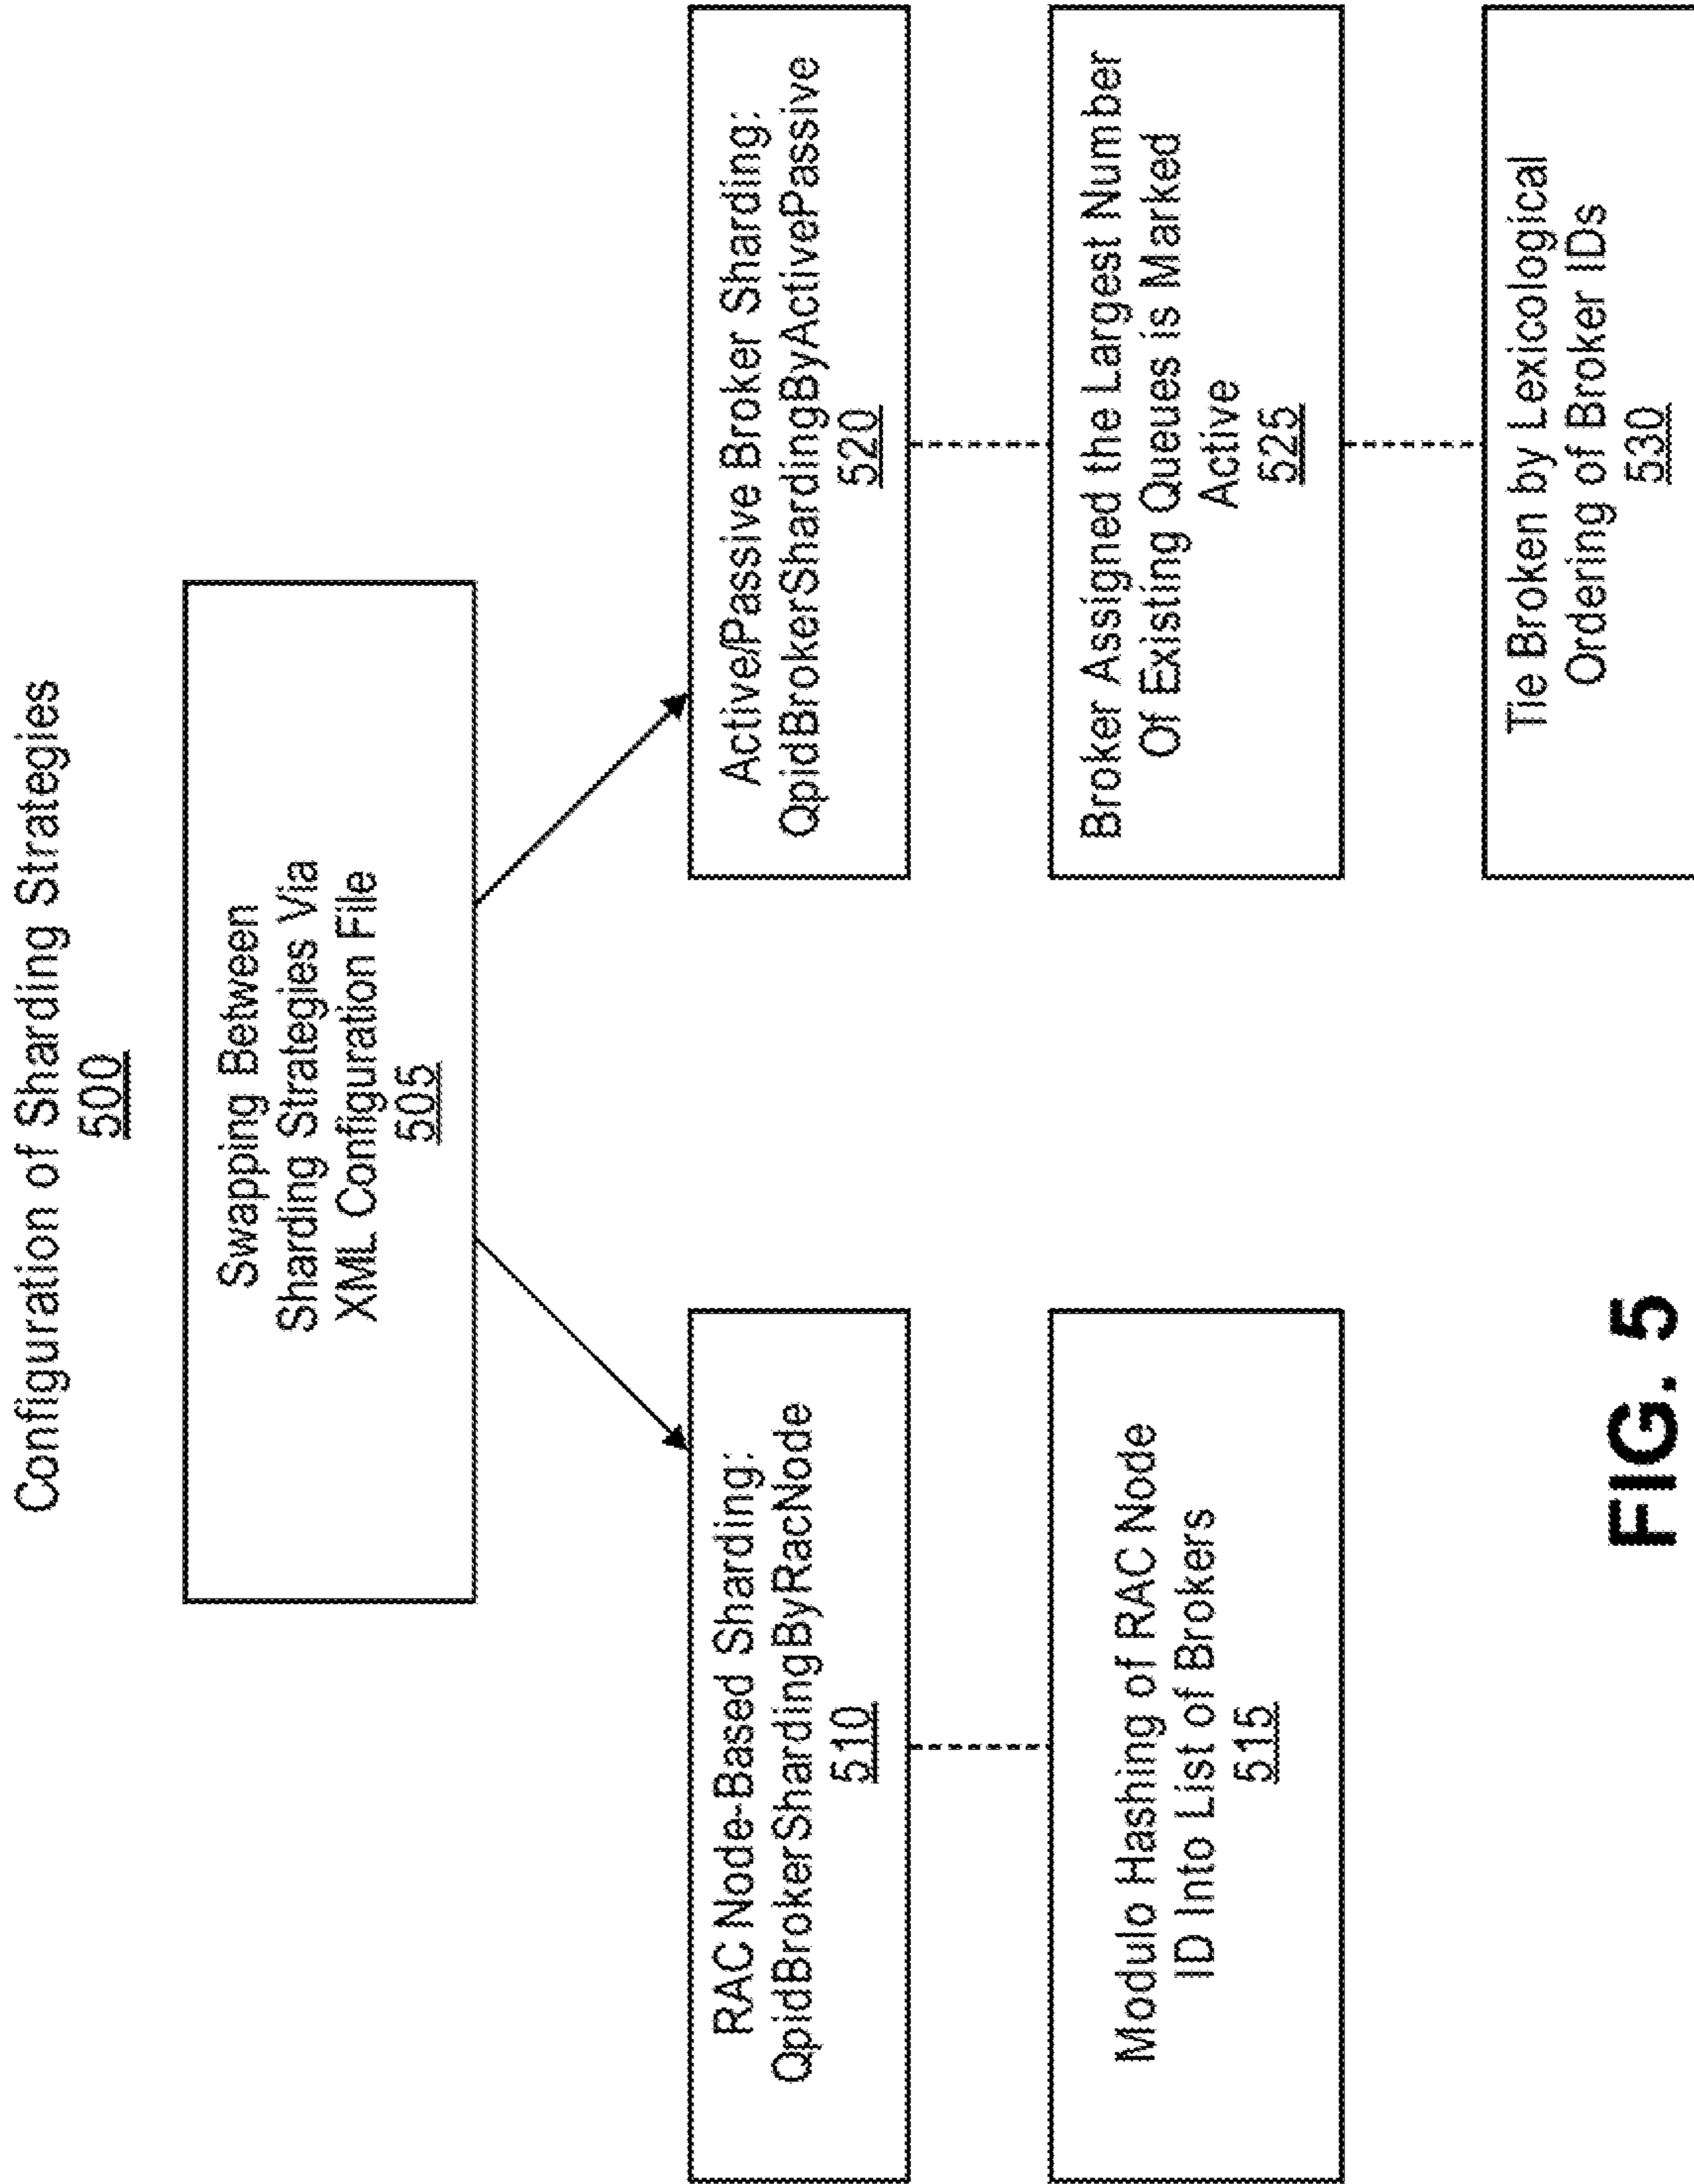 Configuration of Sharding Strategies
500
Swapping Between
Sharding Strategies Via
XML Configuration File
505
RAC Node-Based Sharding:
QpidBrokerShardingByRacNode
510
Modulo Hashing of RAC Node
ID Into List of Brokers
515
Active/Passive Broker Sharding:
QpidBrokerShardingByActivePassive
520
Broker Assigned the Largest Number
Of Existing Queues is Marked
Active
525
Tie Broken by Lexicological
Ordering of Broker IDs
530
FIG. 5